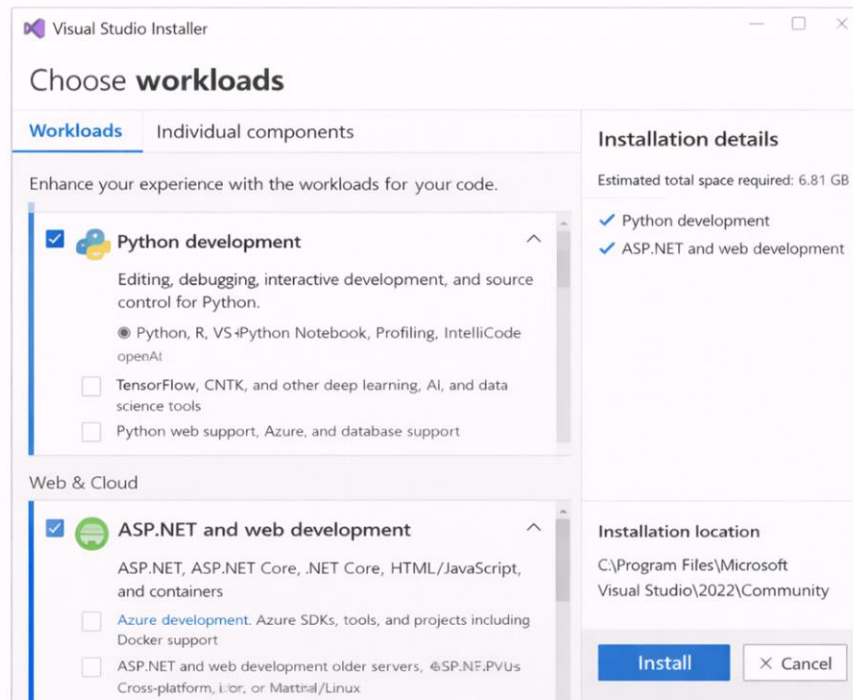 Visual Studio Installer
Choose workloads
Workloads
Individual components
Enhance your experience with the workloads for your code.
Python development
Editing, debugging, interactive development, and source
control for Python.
Python, R, VS Python Notebook, Profiling, IntelliCode
TensorFlow, CNTK, and other deep learning, AI, and data
science tools
Python web support, Azure, and database support
Web & Cloud
ASP.NET and web development
ASP.NET, ASP.NET Core, .NET Core, HTML/JavaScript,
and containers
Azure development. Azure SDKs, tools, and projects including
Docker support
ASP.NET and web development older servers,
Cross-platform, or
Installation details
Estimated total space required: 6.81 GB
Python development
ASP.NET and web development
Installation location
C:\Program Files\Microsoft
Visual Studio\2022\Community
Install
Cancel